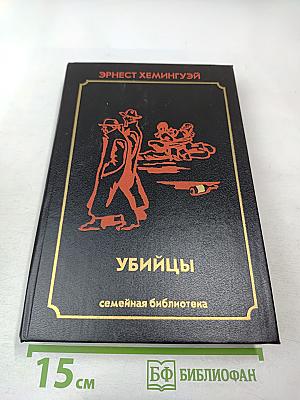 ЭРНЕСТ ХЕМИНГУЭЙ
УБИЙЦЫ
семейная библиотека
15 см
БФ БИБЛИОФАН